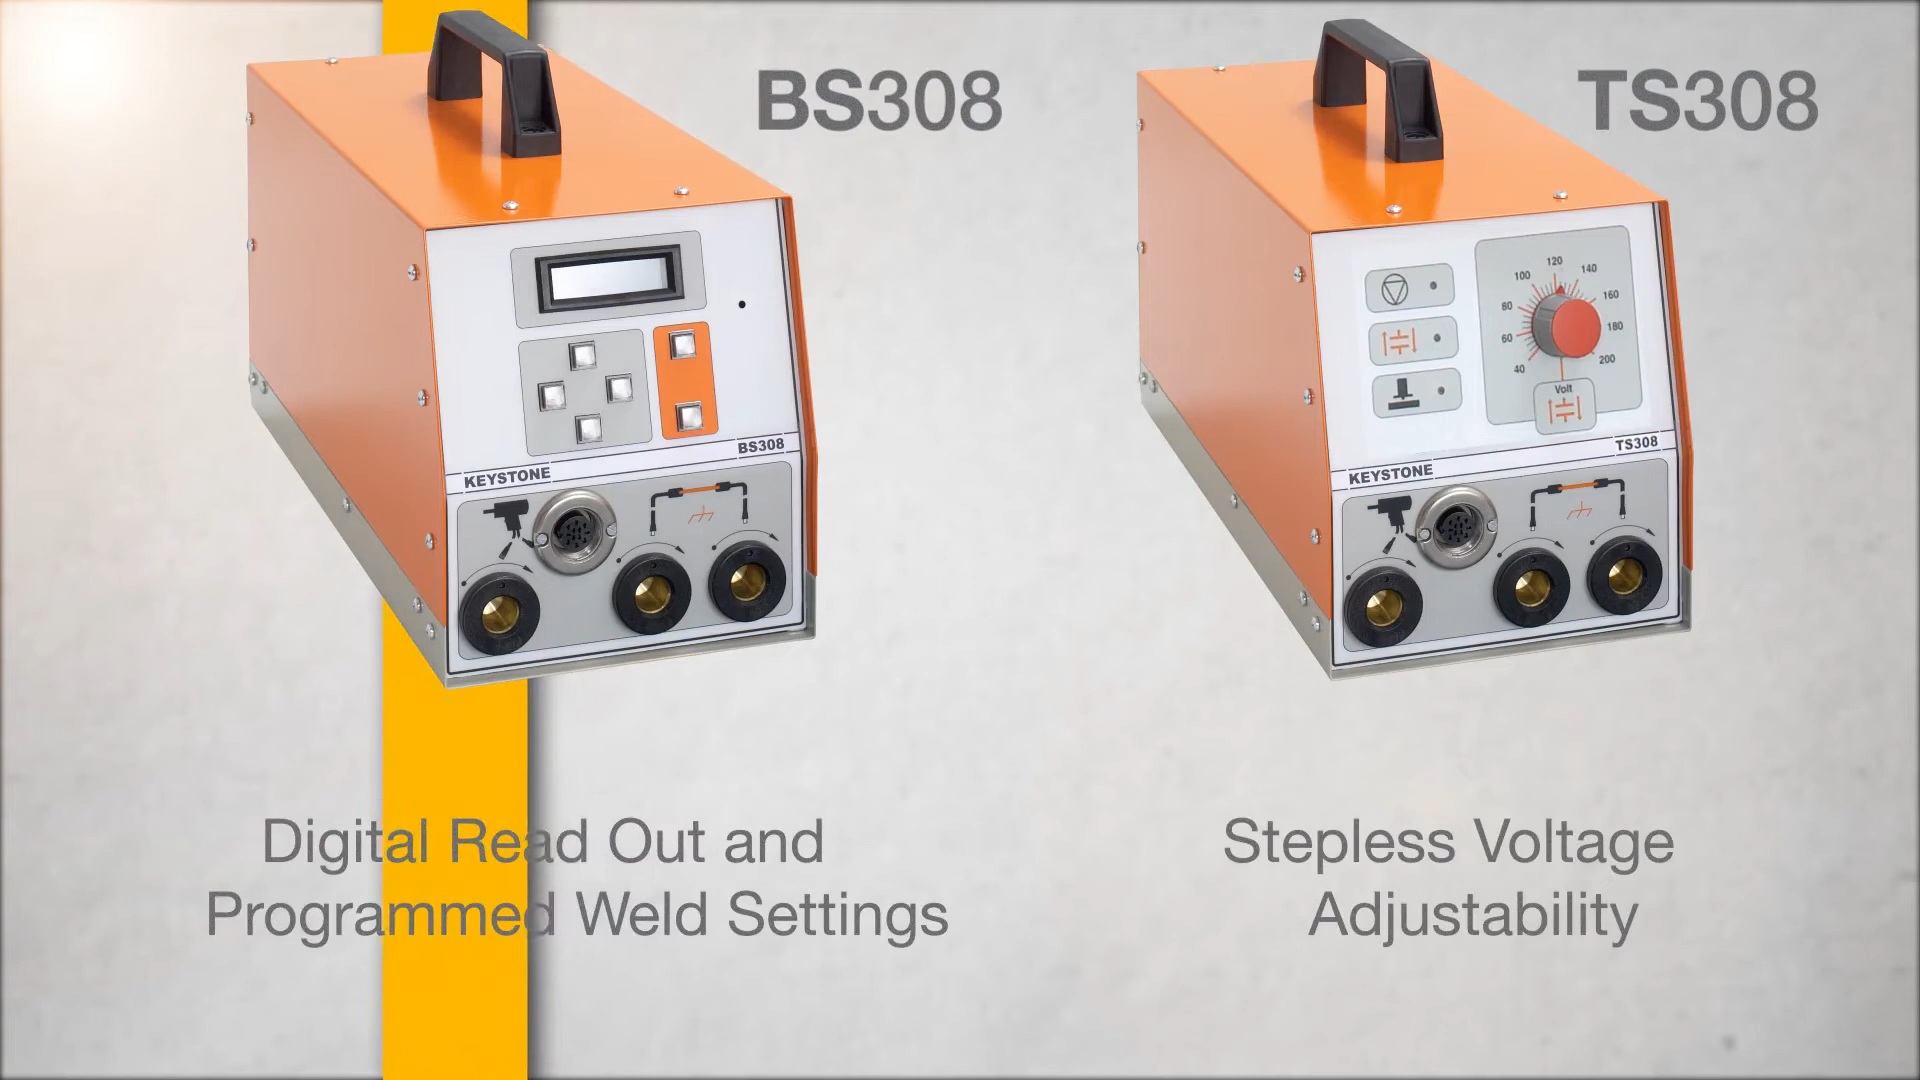 BS308
TS308
120
100
140
80
160
60
180
40
200
Volt
BS308
KEYSTONE
TS308
KEYSTONE
Digital Read Out and
Programmed Weld Settings
Stepless Voltage
Adjustability